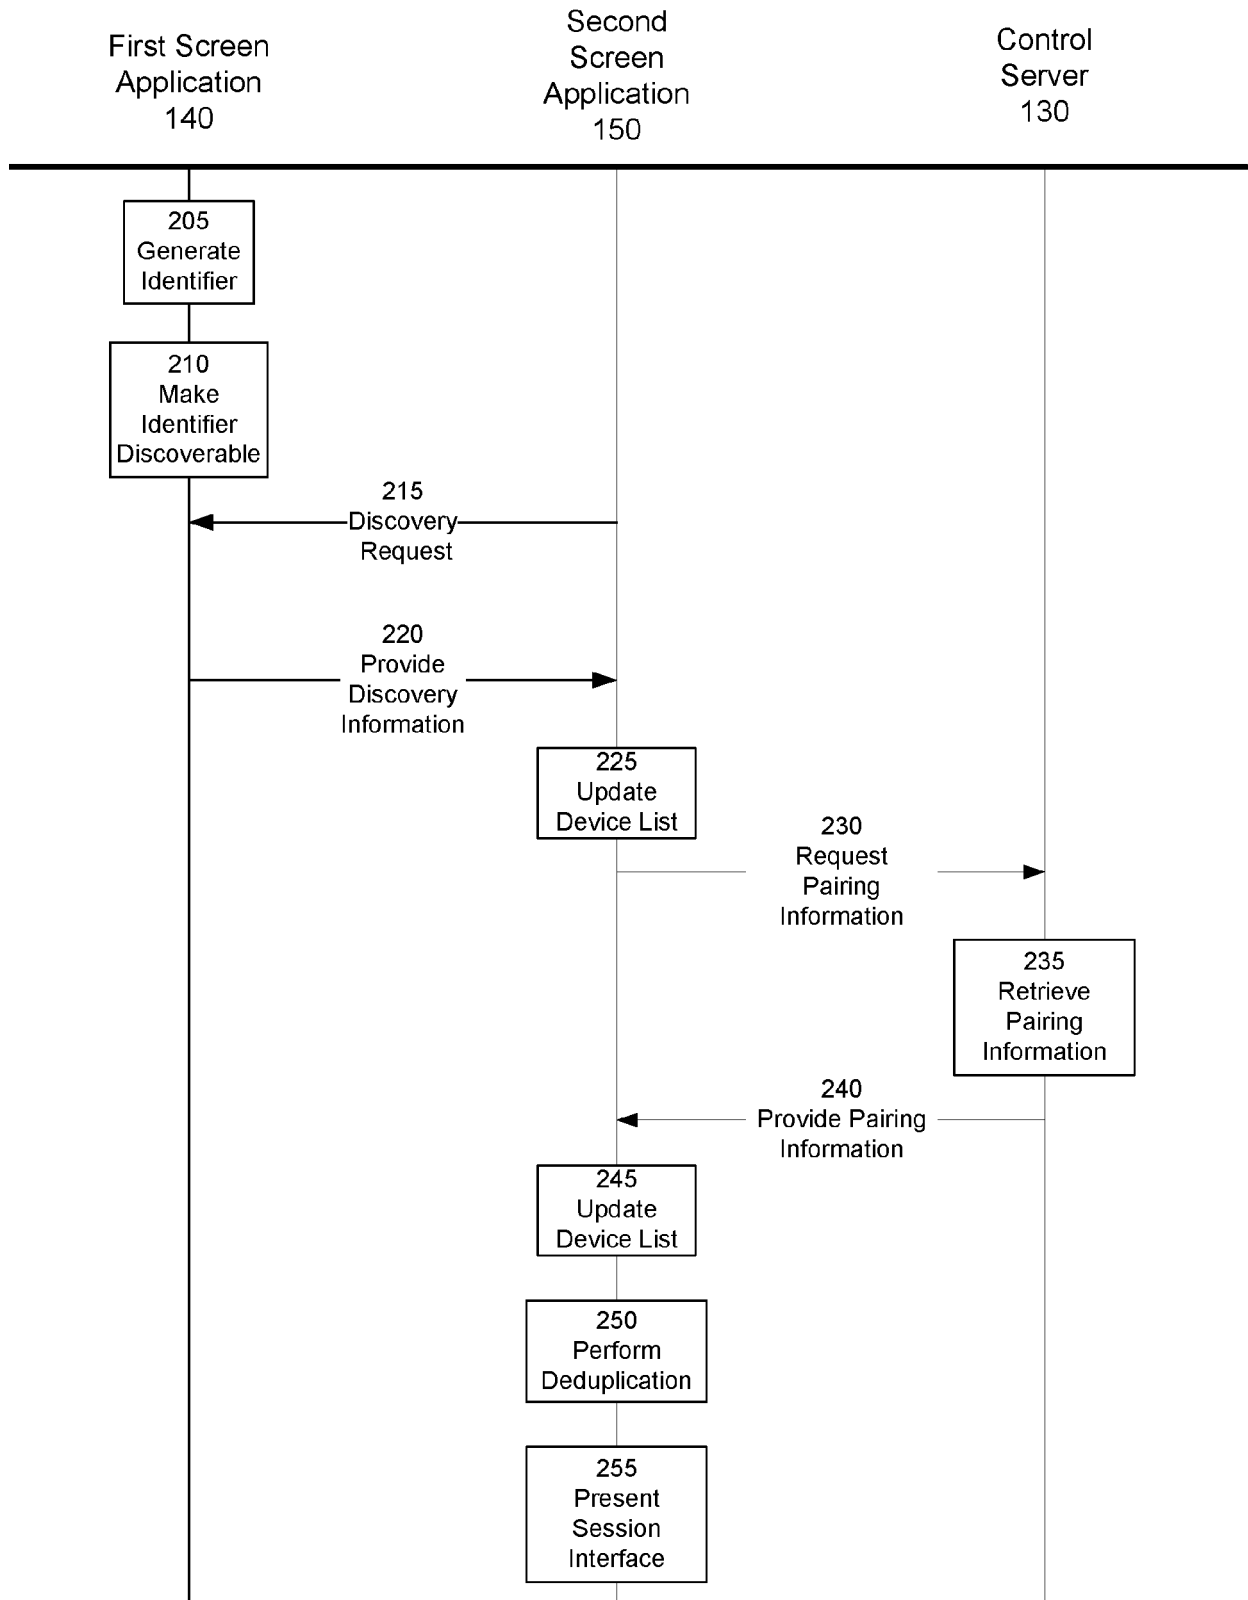 First Screen
Application
140
Second
Screen
Application
150
Control
Server
130
205
Generate
Identifier
210
Make
Identifier
Discoverable
215
Discovery
Request
220
Provide
Discovery
Information
225
Update
Device List
230
Request
Pairing
Information
235
Retrieve
Pairing
Information
240
Provide Pairing
Information
245
Update
Device List
250
Perform
Deduplication
255
Present
Session
Interface